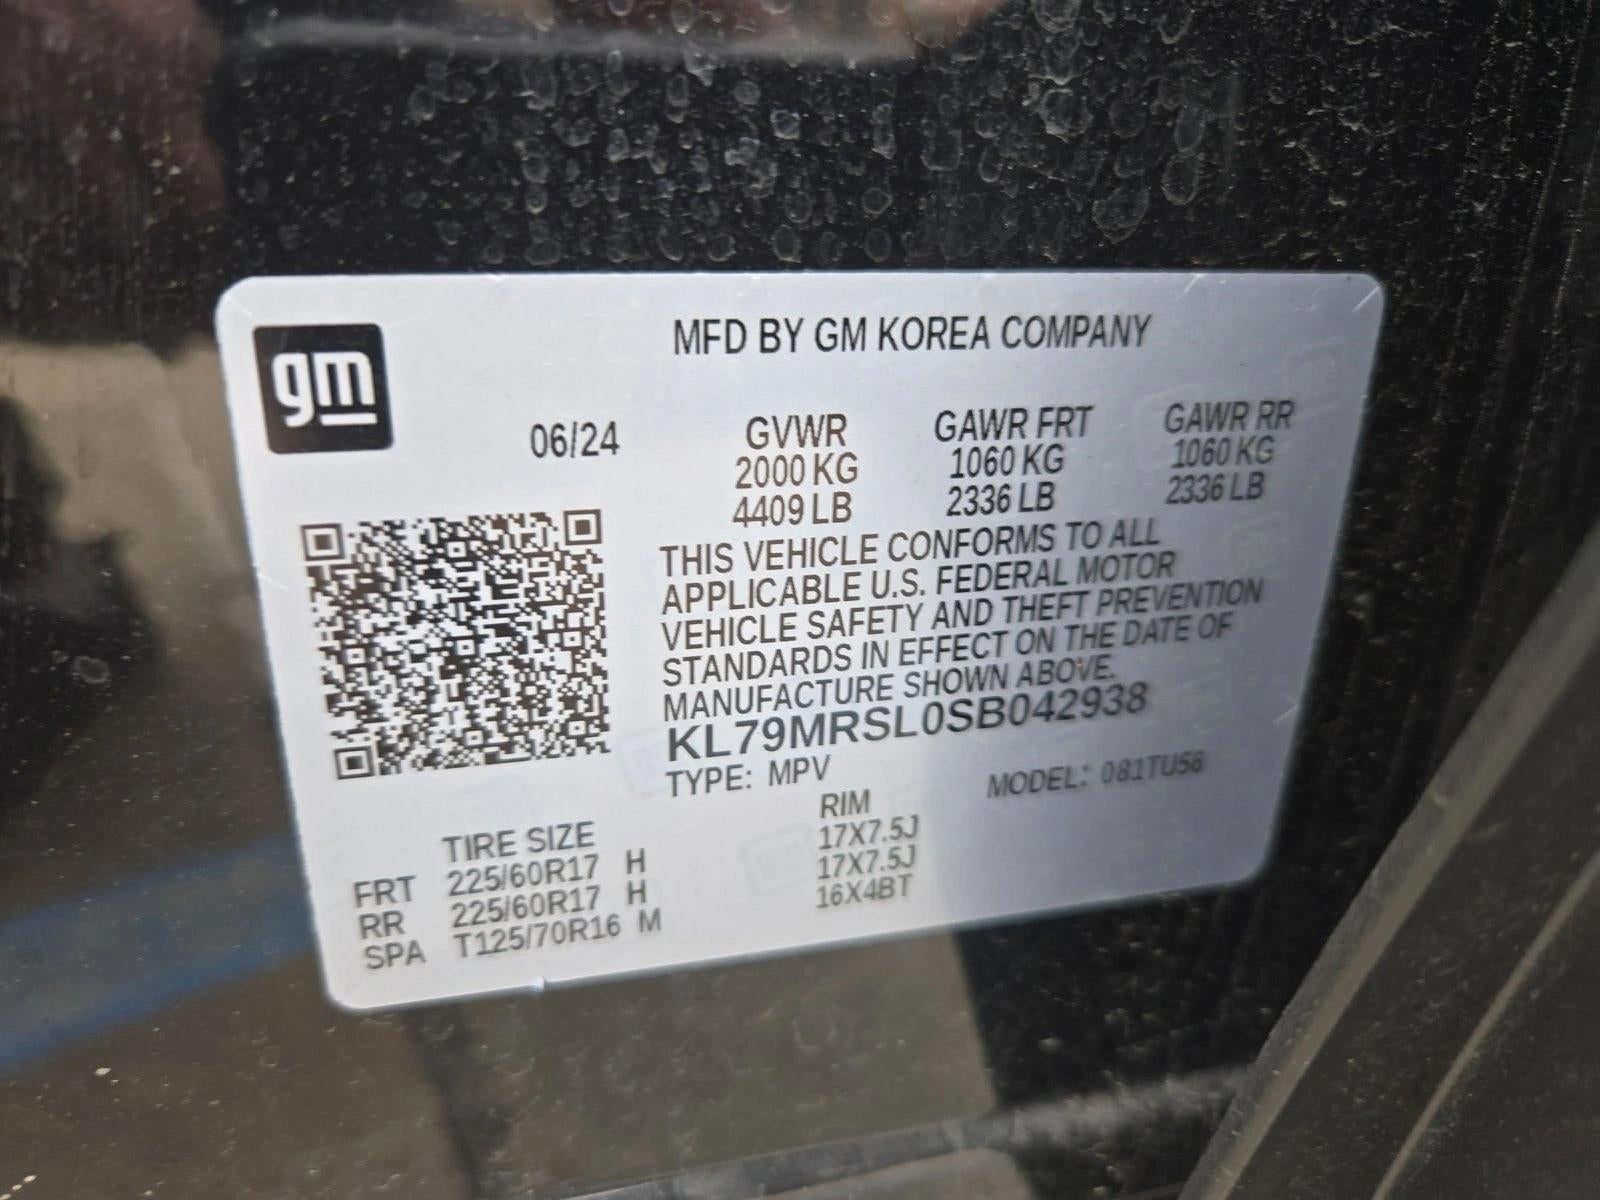 gm
MFD BY GM KOREA COMPANY
06/24
GVWR GAWR FRT GAWR RR
2000 KG 1060 KG 1060 KG
4409 LB 2336 LB 2336 LB
THIS VEHICLE CONFORMS TO ALL
APPLICABLE U.S. FEDERAL MOTOR
VEHICLE SAFETY AND THEFT PREVENTION
STANDARDS IN EFFECT ON THE DATE OF
MANUFACTURE SHOWN ABOVE.
KL79MRSL0SB042938
TYPE: MPV MODEL: 081TU56
TIRE SIZE RIM
FRT 225/60R17 H 17X7.5J
RR 225/60R17 H 17X7.5J
SPA T125/70R16 M 16X4BT